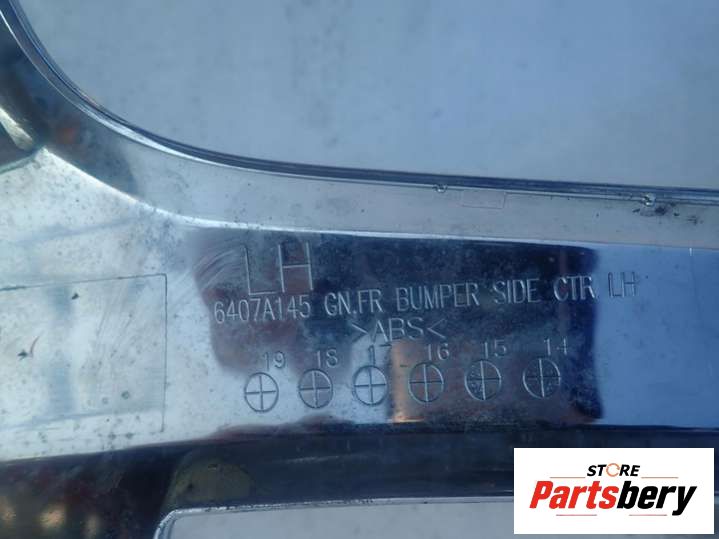 LH
6407A145 GN.FR BUMPER SIDE CTR LH
>ABS<
19 18 17 16 15 14
STORE
Partsbery